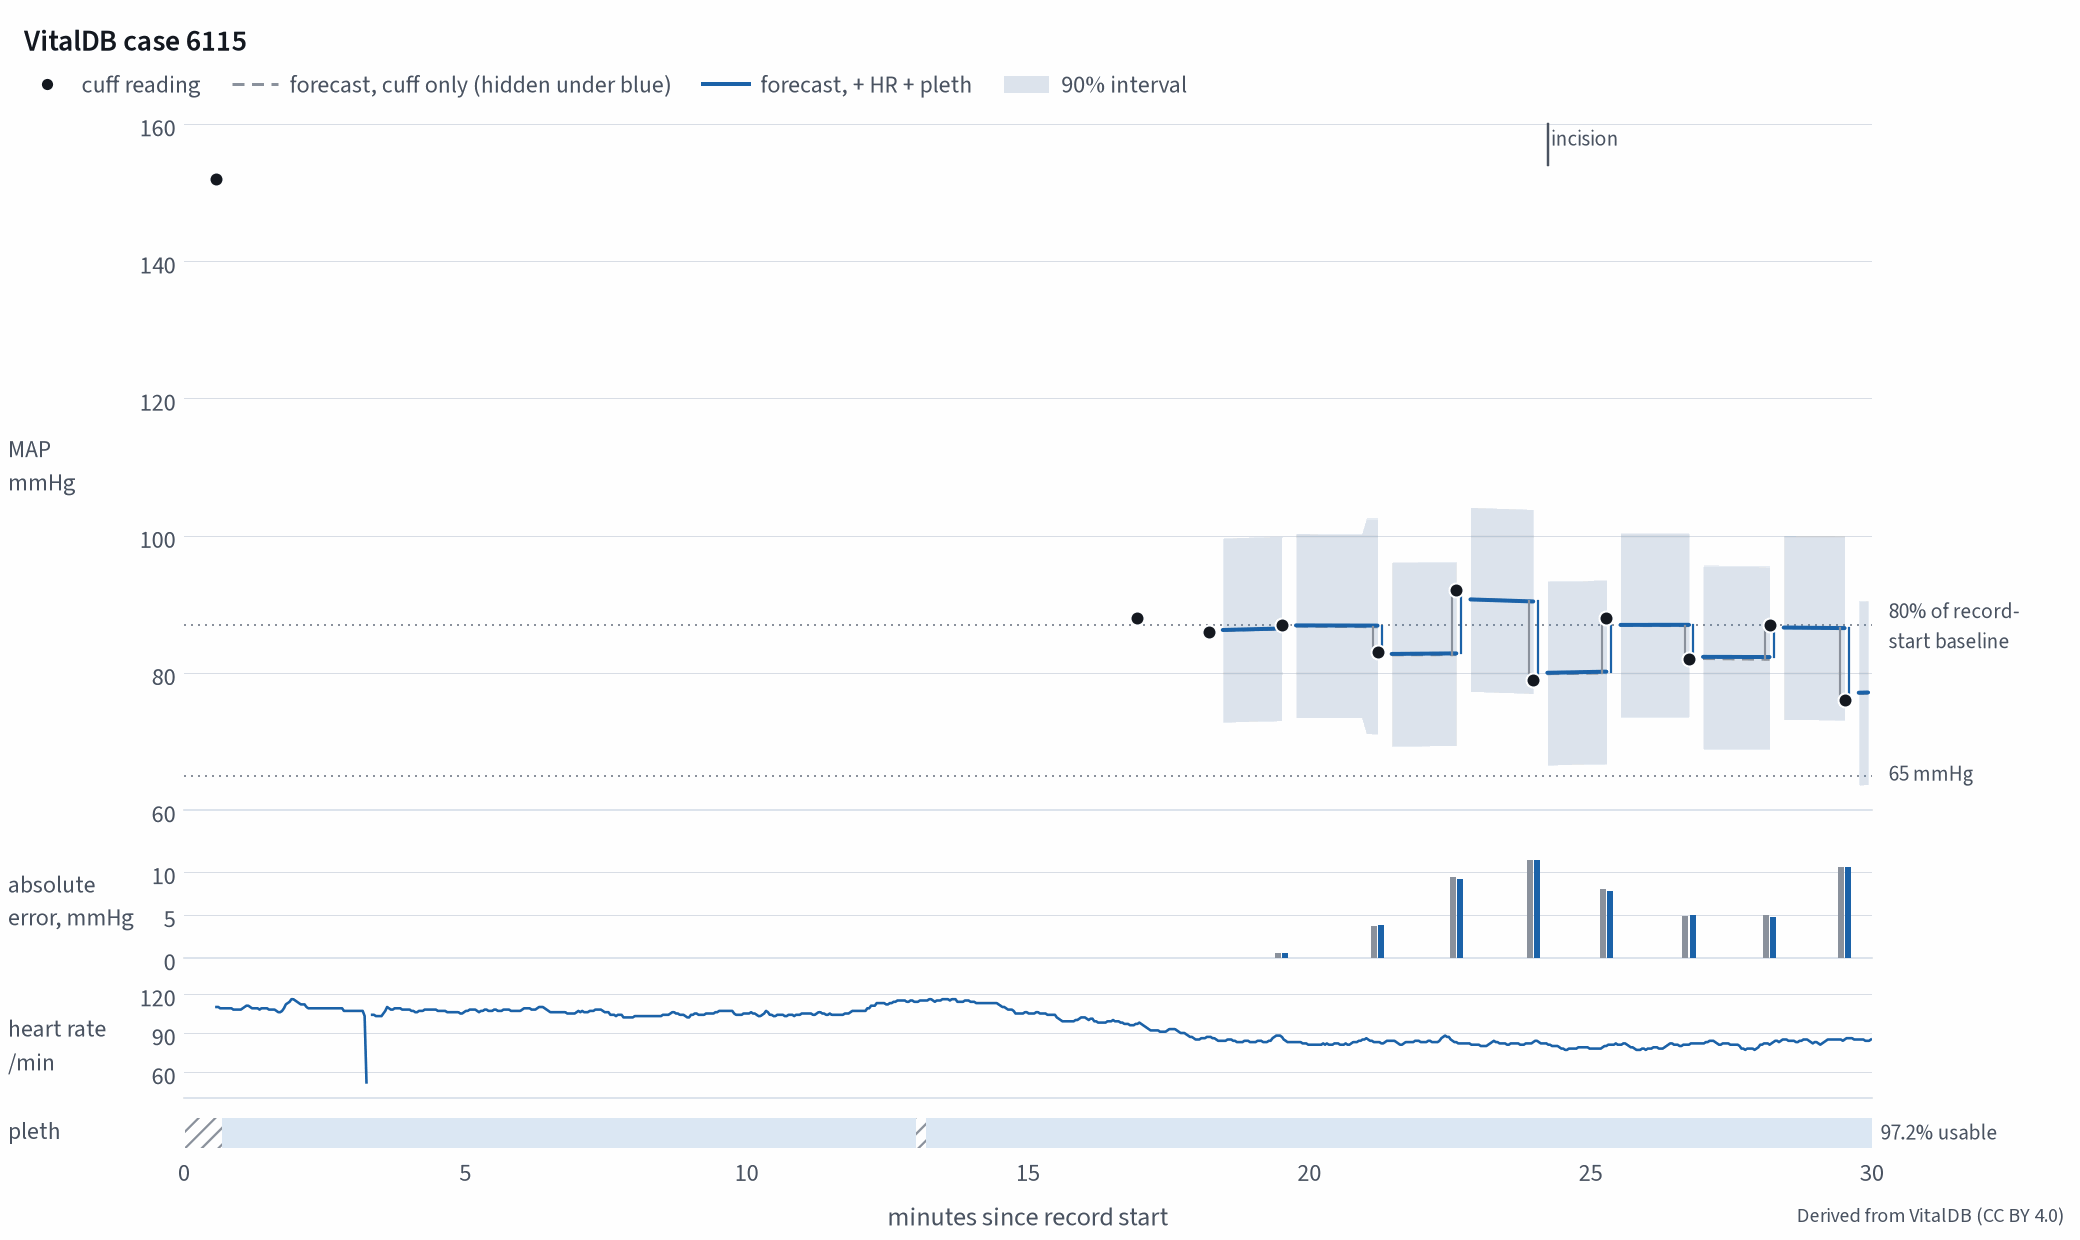 VitalDB case 6115
cuff reading
forecast, cuff only (hidden under blue)
forecast, + HR + pleth
90% interval
160
incision
140
120
MAP
mmHg
100
80% of record-
start baseline
80
65 mmHg
60
absolute
error, mmHg
10
5
0
heart rate
/min
120
90
60
pleth
97.2% usable
0
5
10
15
20
25
30
minutes since record start
Derived from VitalDB (CC BY 4.0)